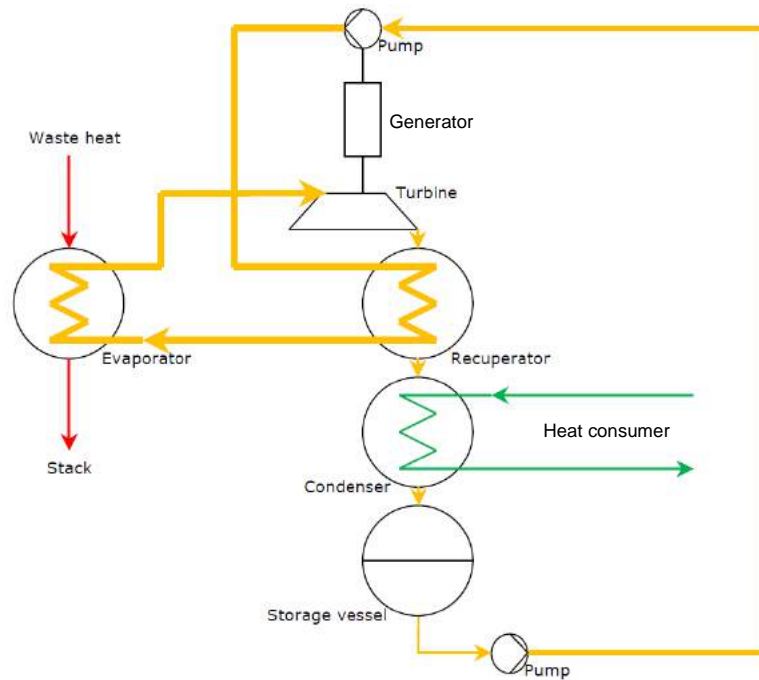 Pump
Generator
Waste heat
Turbine
Evaporator
Recuperator
Heat consumer
Stack
Condenser
Storage vessel
Pump